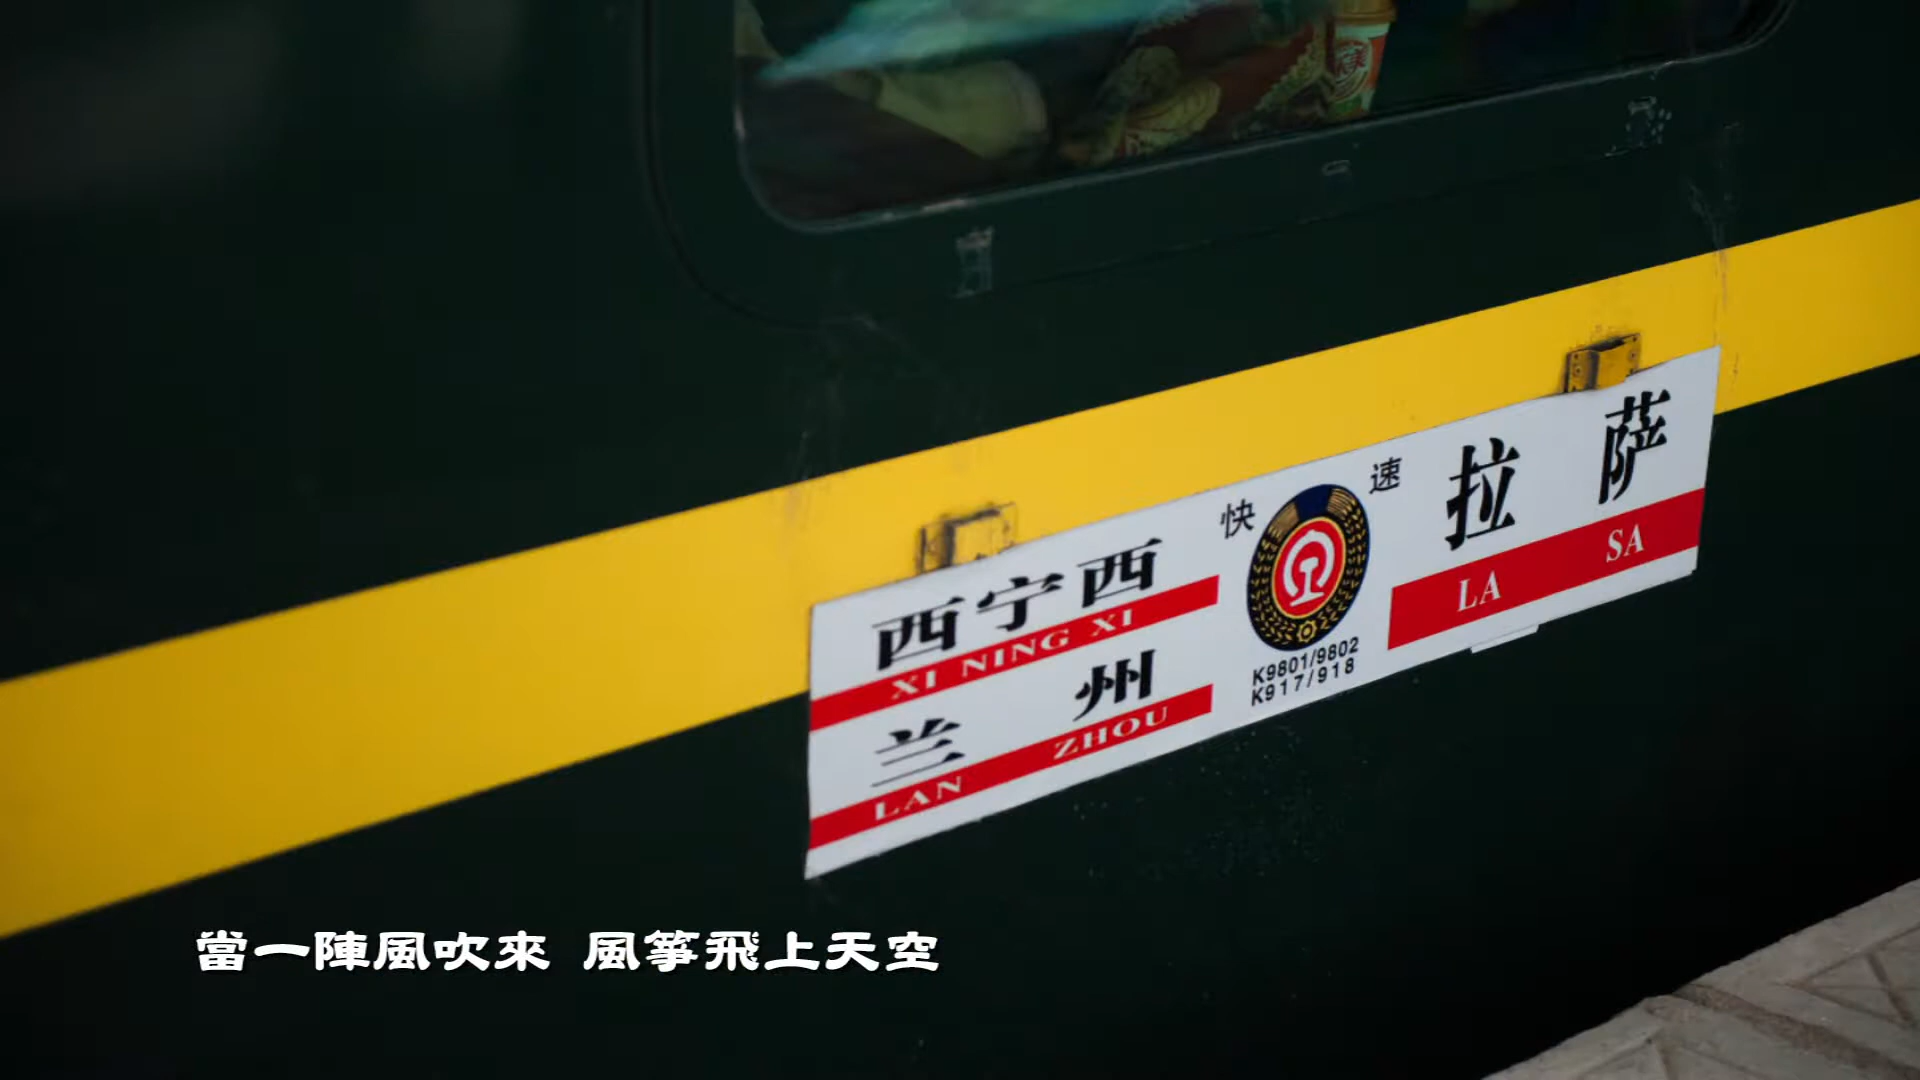 西宁西
XI NING XI
兰州
LAN ZHOU
快速
K9801/9802
K917/918
拉萨
LA SA
當一陣風吹來 風箏飛上天空